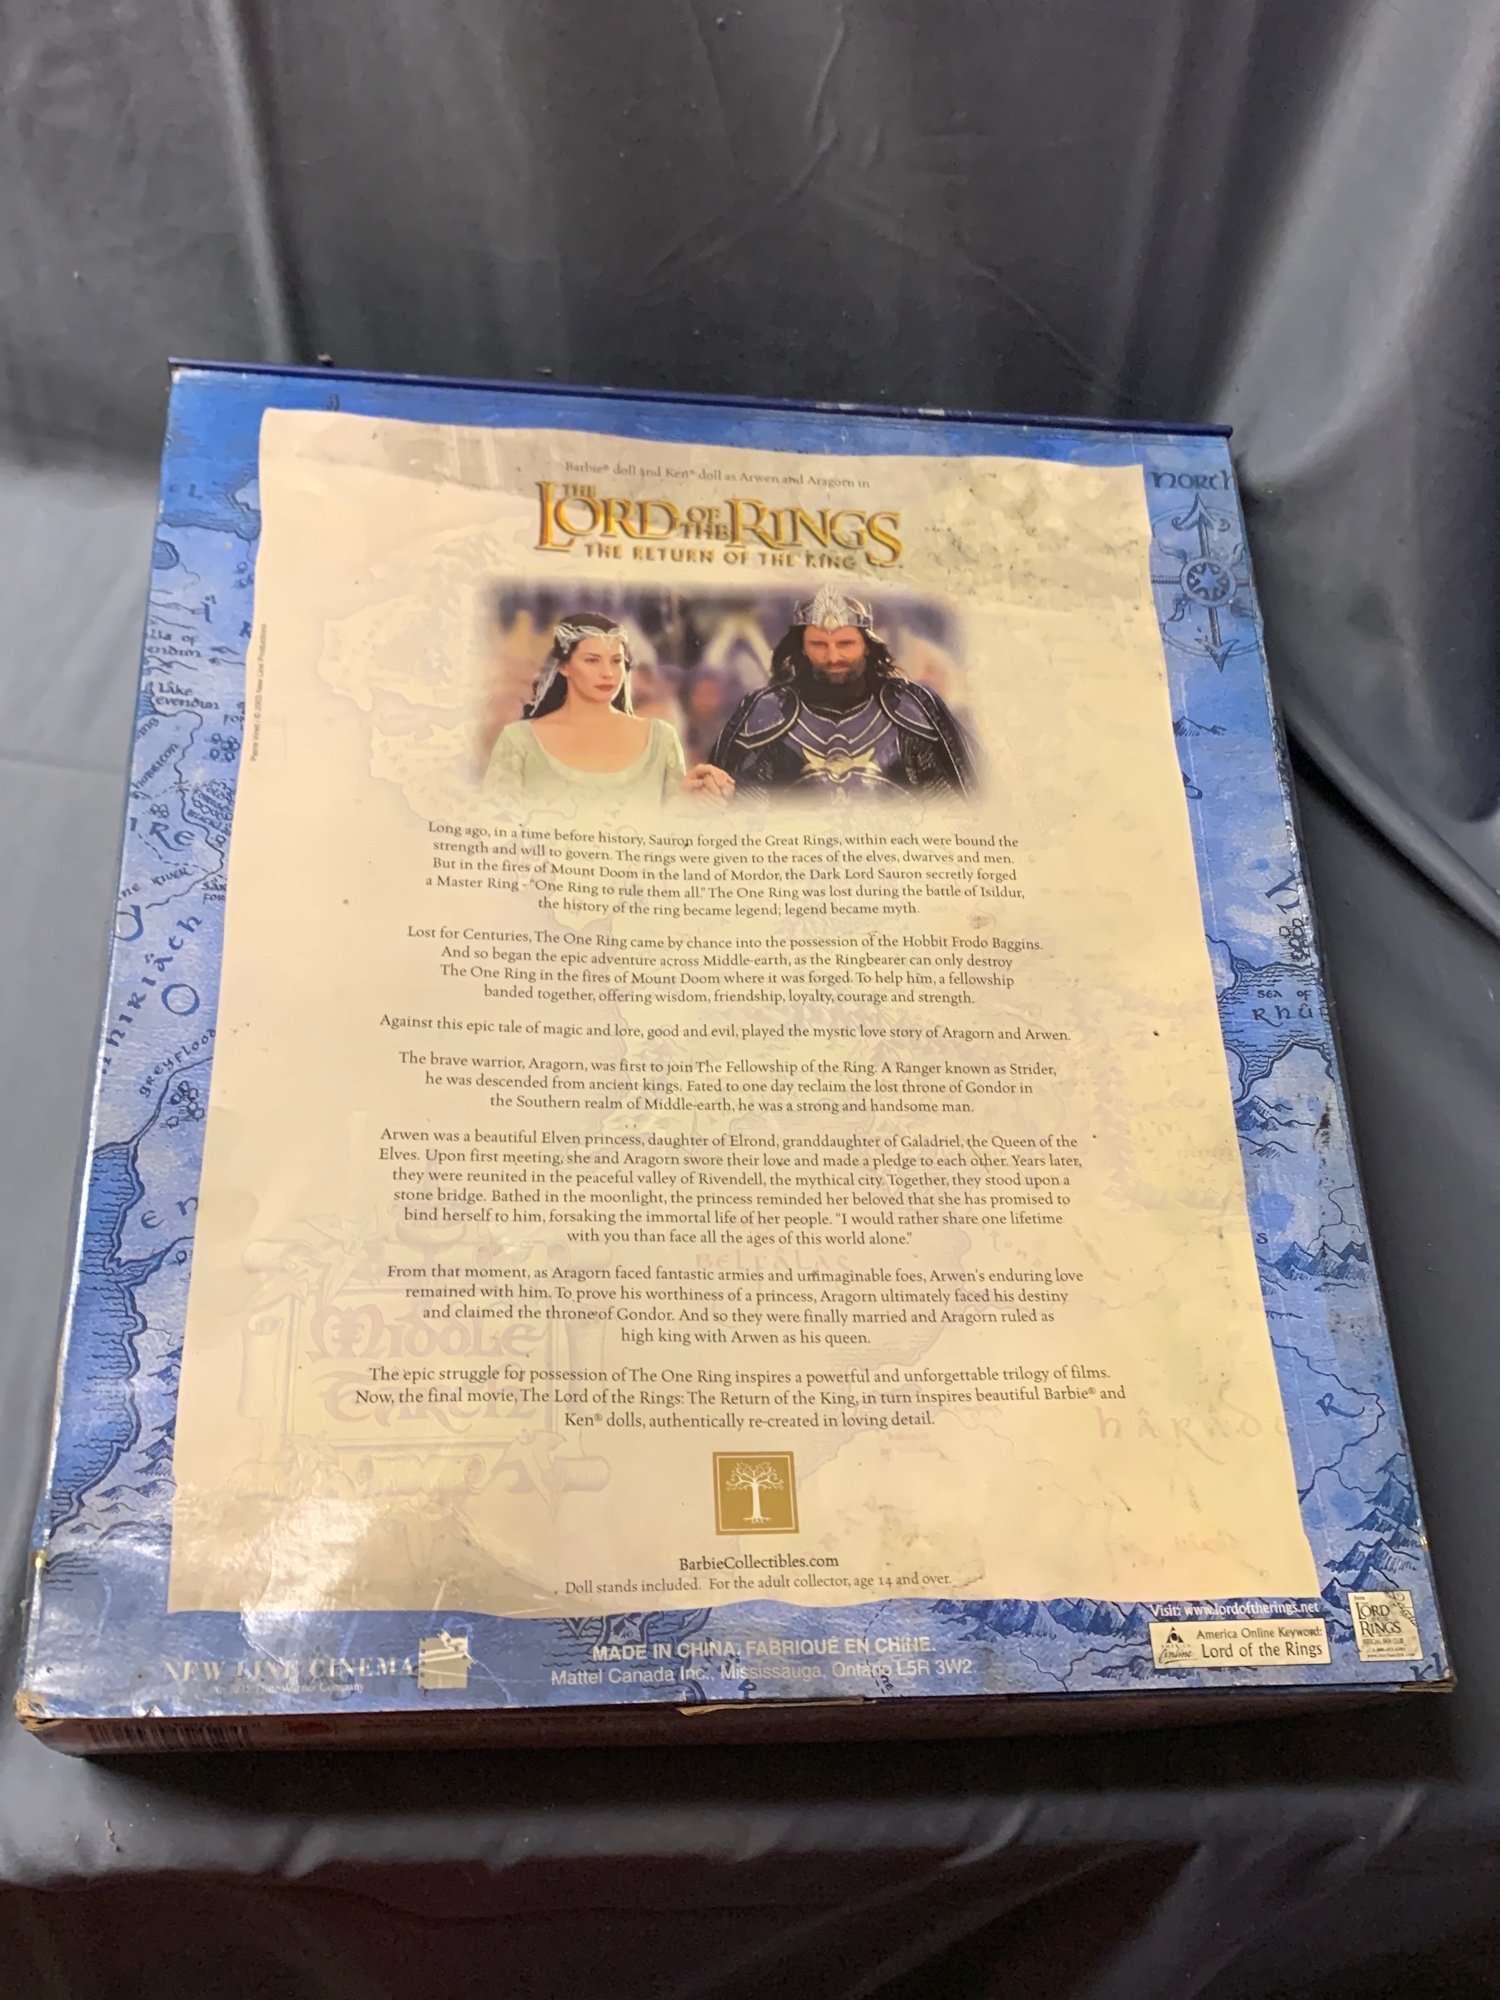 Barbie® doll and Ken® doll as Arwen and Aragorn in
THE
LORD OF THE RINGS
THE RETURN OF THE KING
Pierre Vinet / © 2003 New Line Productions
Long ago, in a time before history, Sauron forged the Great Rings, within each were bound the
strength and will to govern. The rings were given to the races of the elves, dwarves and men.
But in the fires of Mount Doom in the land of Mordor, the Dark Lord Sauron secretly forged
a Master Ring - "One Ring to rule them all." The One Ring was lost during the battle of Isildur,
the history of the ring became legend; legend became myth.
Lost for Centuries, The One Ring came by chance into the possession of the Hobbit Frodo Baggins.
And so began the epic adventure across Middle-earth, as the Ringbearer can only destroy
The One Ring in the fires of Mount Doom where it was forged. To help him, a fellowship
banded together, offering wisdom, friendship, loyalty, courage and strength.
Against this epic tale of magic and lore, good and evil, played the mystic love story of Aragorn and Arwen.
The brave warrior, Aragorn, was first to join The Fellowship of the Ring. A Ranger known as Strider,
he was descended from ancient kings. Fated to one day reclaim the lost throne of Gondor in
the Southern realm of Middle-earth, he was a strong and handsome man.
Arwen was a beautiful Elven princess, daughter of Elrond, granddaughter of Galadriel, the Queen of the
Elves. Upon first meeting, she and Aragorn swore their love and made a pledge to each other. Years later,
they were reunited in the peaceful valley of Rivendell, the mythical city. Together, they stood upon a
stone bridge. Bathed in the moonlight, the princess reminded her beloved that she has promised to
bind herself to him, forsaking the immortal life of her people. "I would rather share one lifetime
with you than face all the ages of this world alone."
From that moment, as Aragorn faced fantastic armies and unimaginable foes, Arwen's enduring love
remained with him. To prove his worthiness of a princess, Aragorn ultimately faced his destiny
and claimed the throne of Gondor. And so they were finally married and Aragorn ruled as
high king with Arwen as his queen.
The epic struggle for possession of The One Ring inspires a powerful and unforgettable trilogy of films.
Now, the final movie, The Lord of the Rings: The Return of the King, in turn inspires beautiful Barbie® and
Ken® dolls, authentically re-created in loving detail.
BarbieCollectibles.com
Doll stands included. For the adult collector, age 14 and over.
NEW LINE CINEMA
A Time Warner Company
MADE IN CHINA. FABRIQUÉ EN CHINE.
Mattel Canada Inc., Mississauga, Ontario L5R 3W2.
Visit: www.lordoftherings.net
America Online Keyword:
Lord of the Rings
LORD
RINGS
NORTH
Lake
Evendim
RIVER
GREYFLOOD
SEA OF
RHÛN
BELFALAS
MIDDLE
EARTH